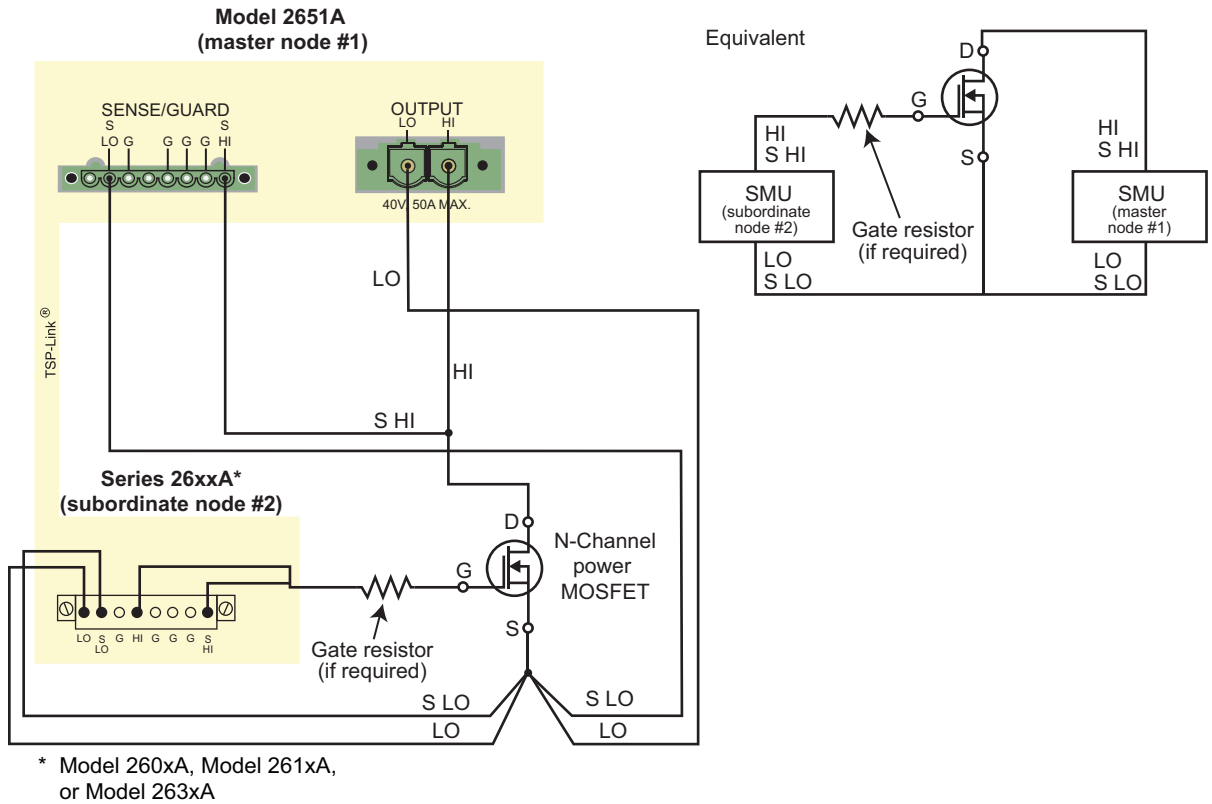 Model 2651A
(master node #1)
SENSE/GUARD
S
LO G G G G HI
S
OUTPUT
LO HI
40V, 50A MAX.
LO
TSP-Link ®
HI
S HI
Series 26xxA*
(subordinate node #2)
LO S LO G HI G G G S HI
Gate resistor
(if required)
G
D
S
N-Channel
power
MOSFET
S LO
LO
S LO
LO
* Model 260xA, Model 261xA,
or Model 263xA
Equivalent
D
G
S
HI
S HI
SMU
(subordinate
node #2)
LO
S LO
Gate resistor
(if required)
HI
S HI
SMU
(master
node #1)
LO
S LO